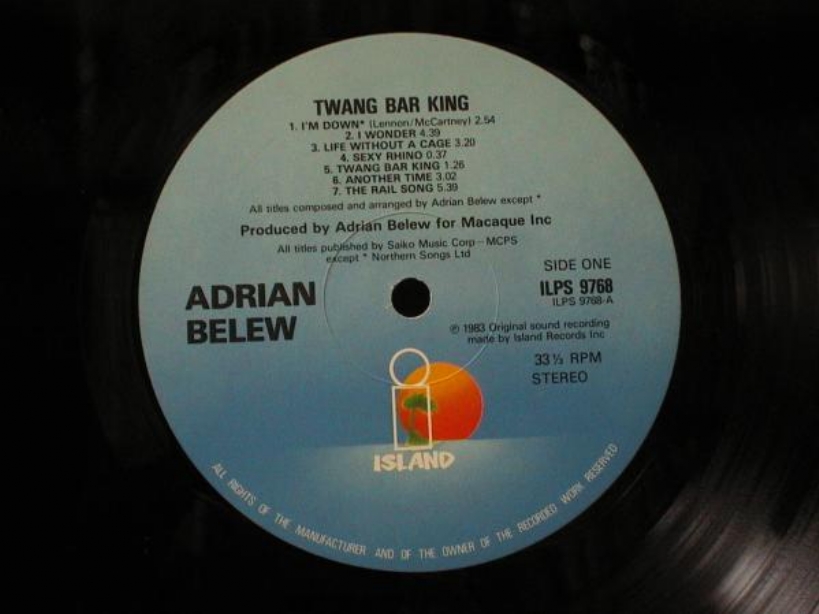 TWANG BAR KING
1. I'M DOWN* (Lennon/McCartney) 2.54
2. I WONDER 4.39
3. LIFE WITHOUT A CAGE 3.20
4. SEXY RHINO 0.37
5. TWANG BAR KING 1.26
6. ANOTHER TIME 3.02
7. THE RAIL SONG 5.39
All titles composed and arranged by Adrian Belew except *
Produced by Adrian Belew for Macaque Inc
All titles published by Saiko Music Corp – MCPS
except * Northern Songs Ltd
ADRIAN
BELEW
SIDE ONE
ILPS 9768
ILPS 9768-A
℗ 1983 Original sound recording
made by Island Records Inc
33⅓ RPM
STEREO
ISLAND
ALL RIGHTS OF THE MANUFACTURER AND OF THE OWNER OF THE RECORDED WORK RESERVED